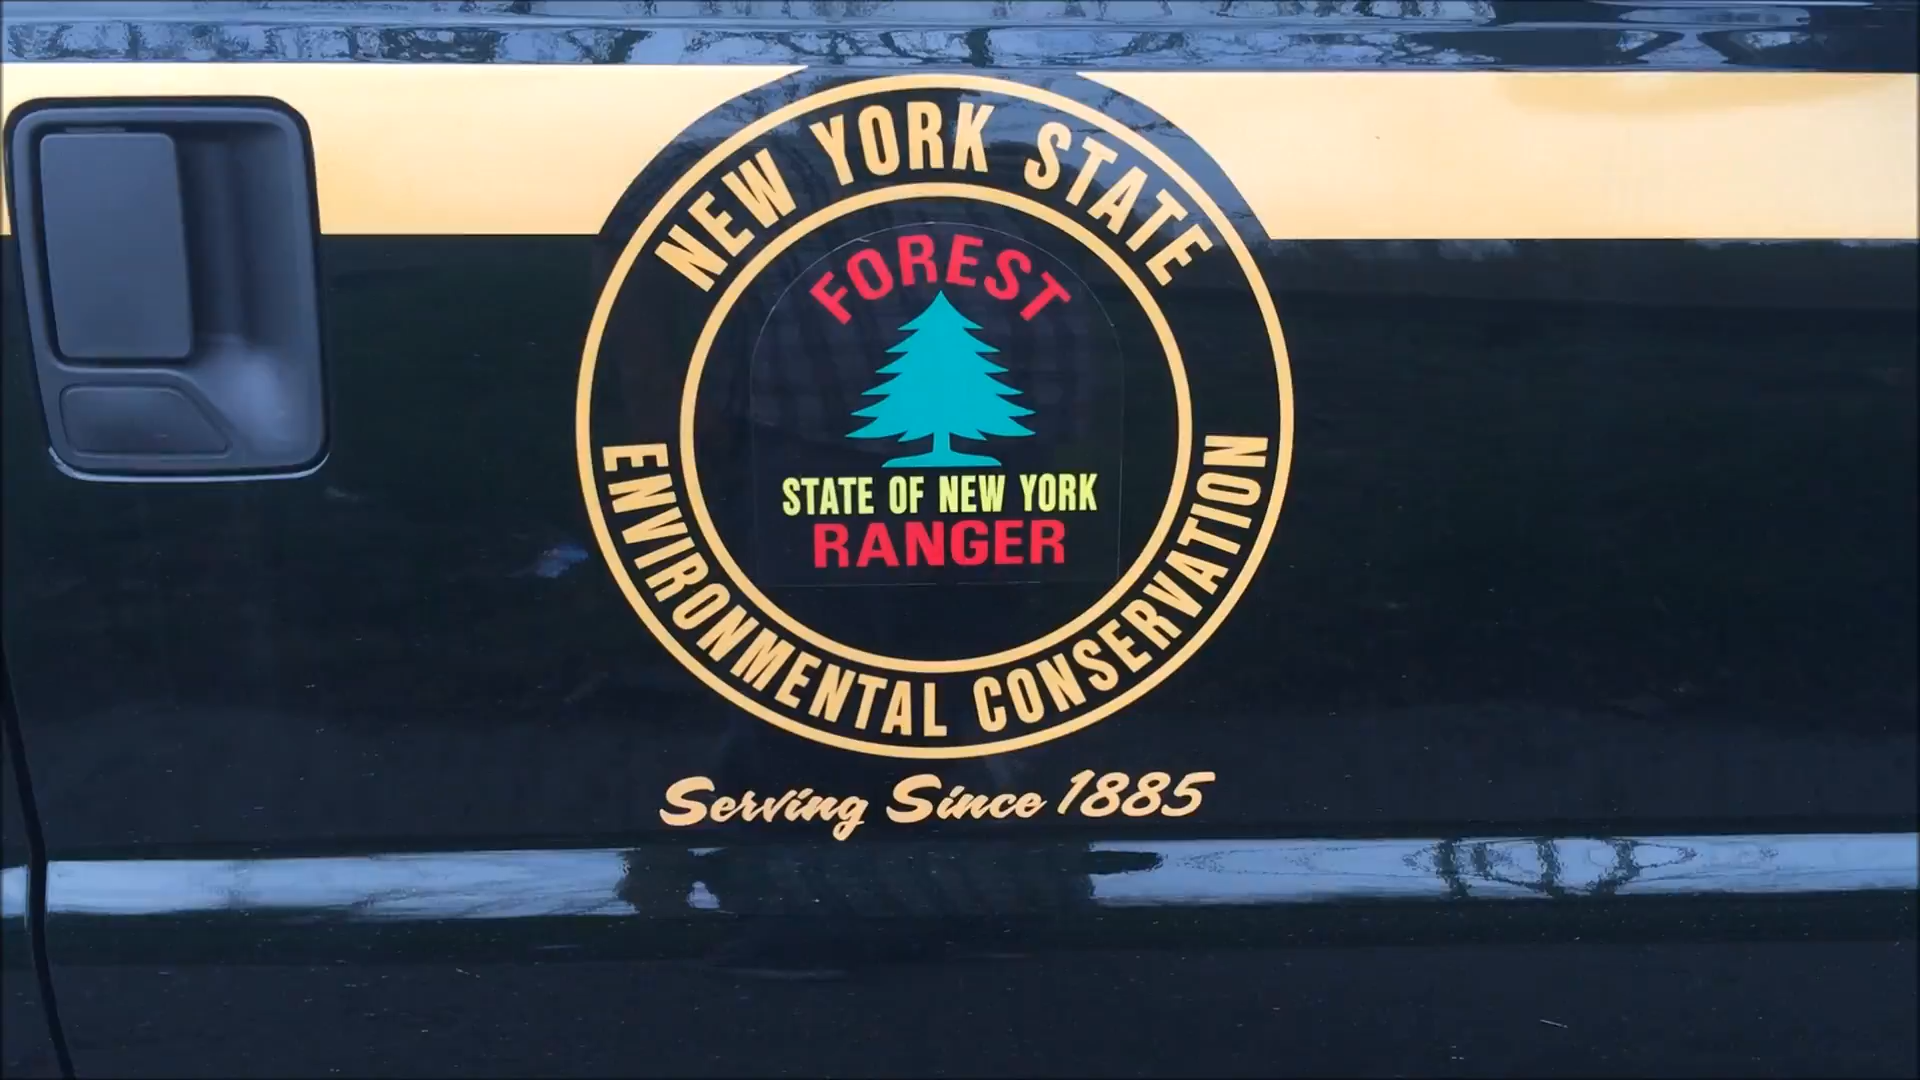 NEW YORK STATE
FOREST
STATE OF NEW YORK
RANGER
ENVIRONMENTAL CONSERVATION
Serving Since 1885